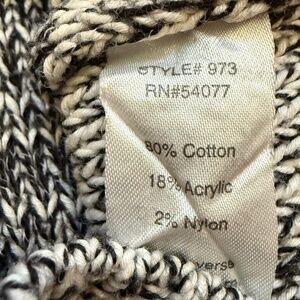 STYLE# 973
RN#54077
80% Cotton
18% Acrylic
2% Nylon